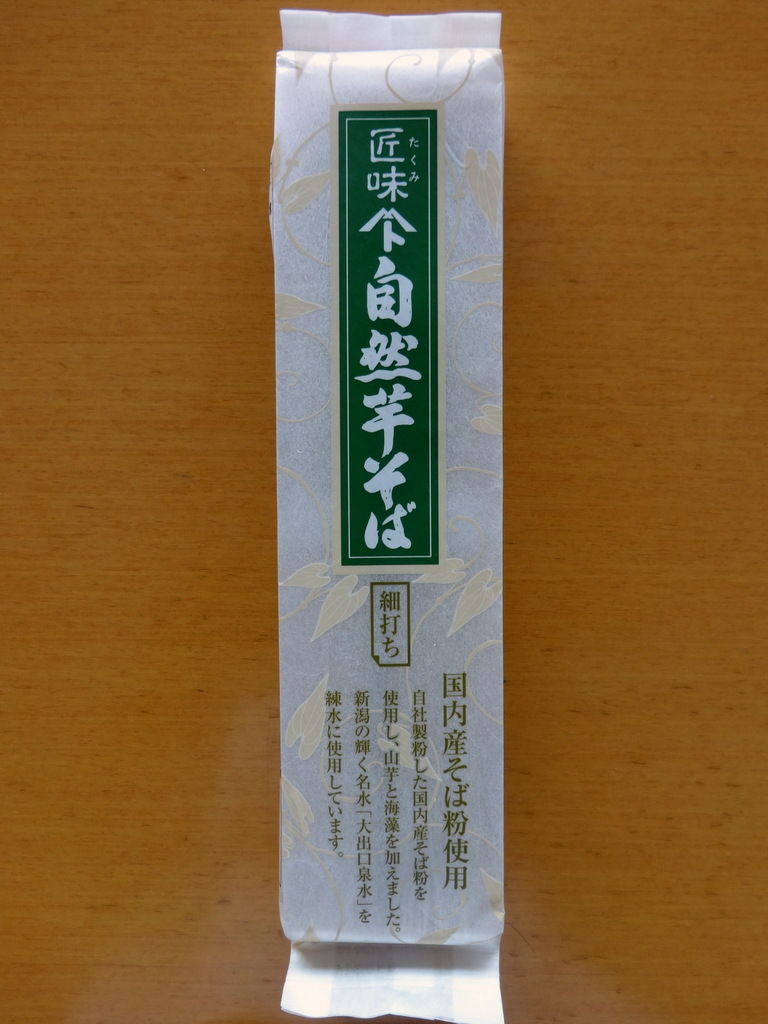 匠味
たくみ
自然芋そば
細打ち
国内産そば粉使用
自社製粉した国内産そば粉を
使用し、山芋と海藻を加えました。
新潟の輝く名水「大出口泉水」を
練水に使用しています。